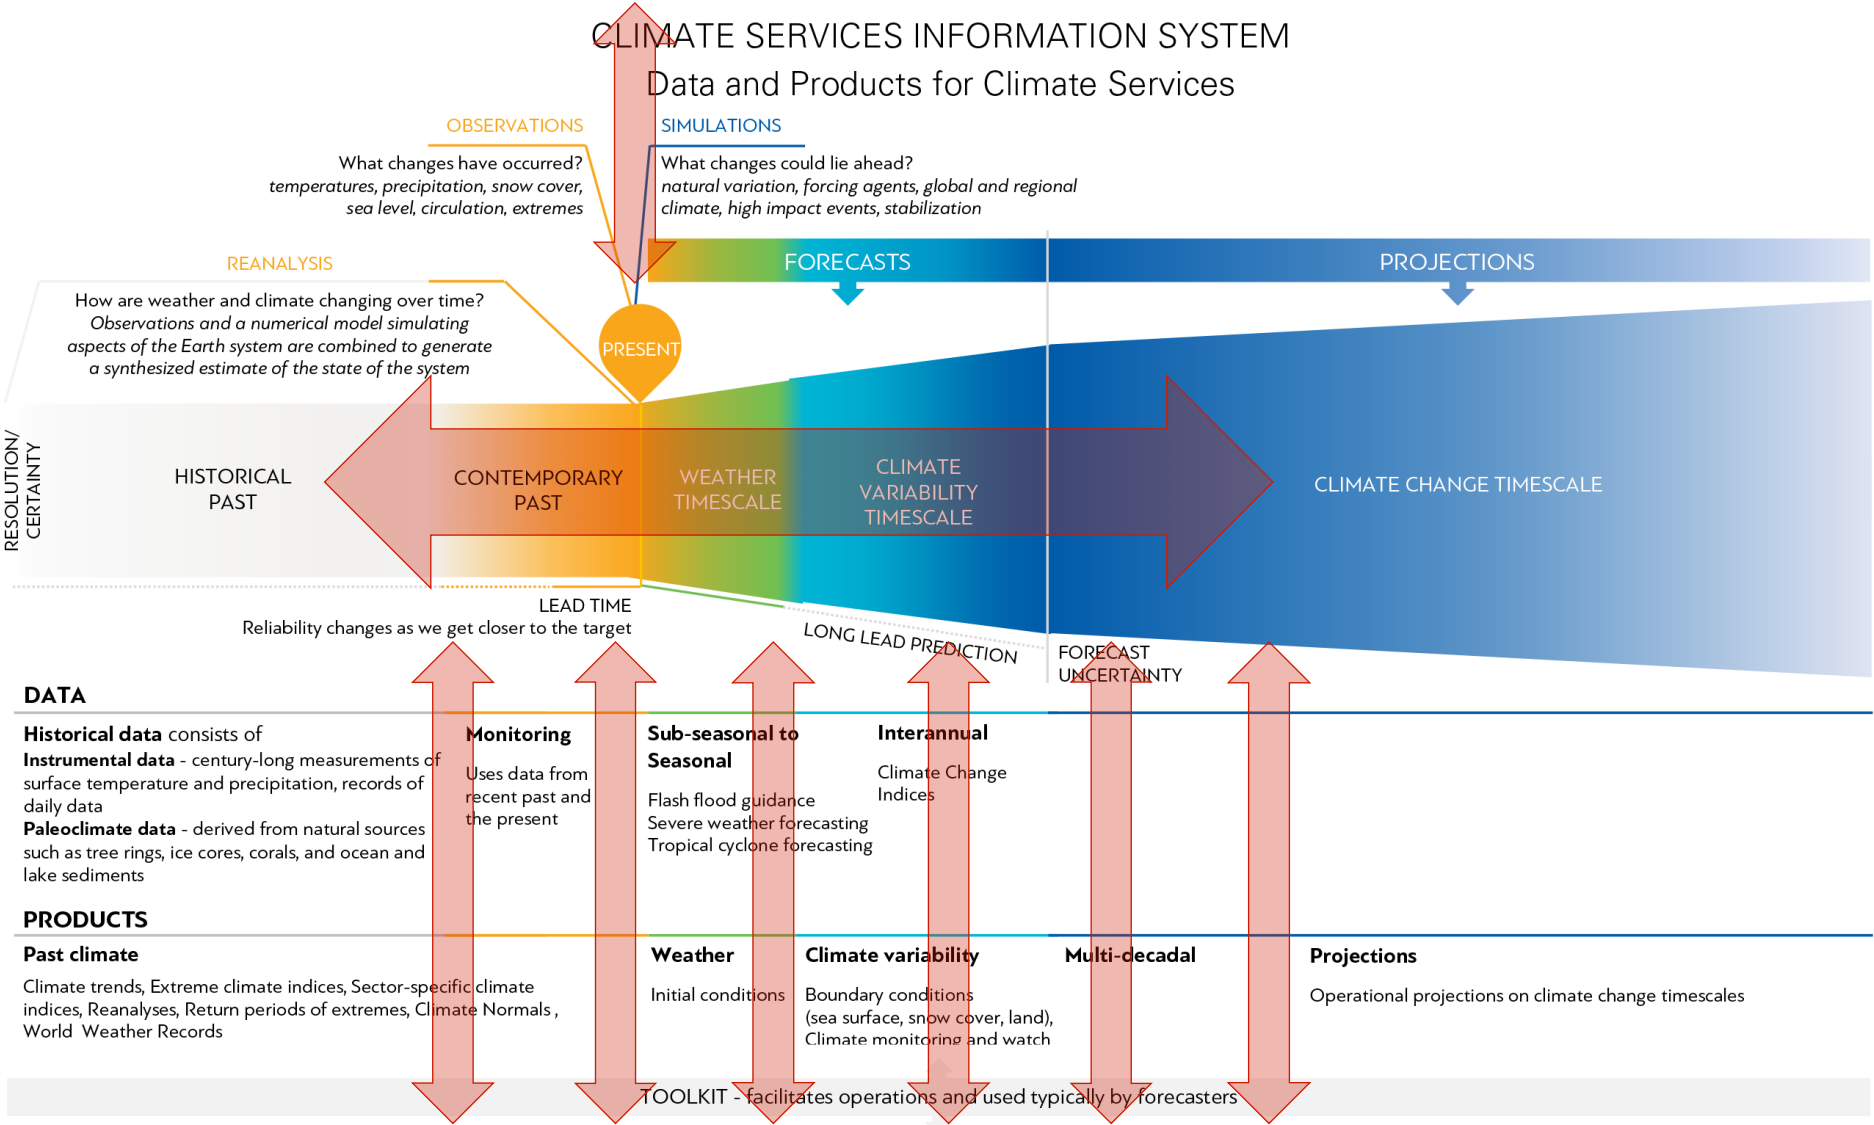 CLIMATE SERVICES INFORMATION SYSTEM
Data and Products for Climate Services
OBSERVATIONS
What changes have occurred?
temperatures, precipitation, snow cover,
sea level, circulation, extremes
SIMULATIONS
What changes could lie ahead?
natural variation, forcing agents, global and regional
climate, high impact events, stabilization
REANALYSIS
How are weather and climate changing over time?
Observations and a numerical model simulating
aspects of the Earth system are combined to generate
a synthesized estimate of the state of the system
PRESENT
FORECASTS
PROJECTIONS
RESOLUTION/
CERTAINTY
HISTORICAL
PAST
CONTEMPORARY
PAST
WEATHER
TIMESCALE
CLIMATE
VARIABILITY
TIMESCALE
CLIMATE CHANGE TIMESCALE
LEAD TIME
Reliability changes as we get closer to the target
LONG LEAD PREDICTION
FORECAST
UNCERTAINTY
DATA
Historical data consists of
Instrumental data - century-long measurements of
surface temperature and precipitation, records of
daily data
Paleoclimate data - derived from natural sources
such as tree rings, ice cores, corals, and ocean and
lake sediments
Monitoring
Uses data from
recent past and
the present
Sub-seasonal to
Seasonal
Flash flood guidance
Severe weather forecasting
Tropical cyclone forecasting
Interannual
Climate Change
Indices
PRODUCTS
Past climate
Climate trends, Extreme climate indices, Sector-specific climate
indices, Reanalyses, Return periods of extremes, Climate Normals ,
World Weather Records
Weather
Initial conditions
Climate variability
Boundary conditions
(sea surface, snow cover, land),
Climate monitoring and watch
Multi-decadal
Projections
Operational projections on climate change timescales
TOOLKIT - facilitates operations and used typically by forecasters